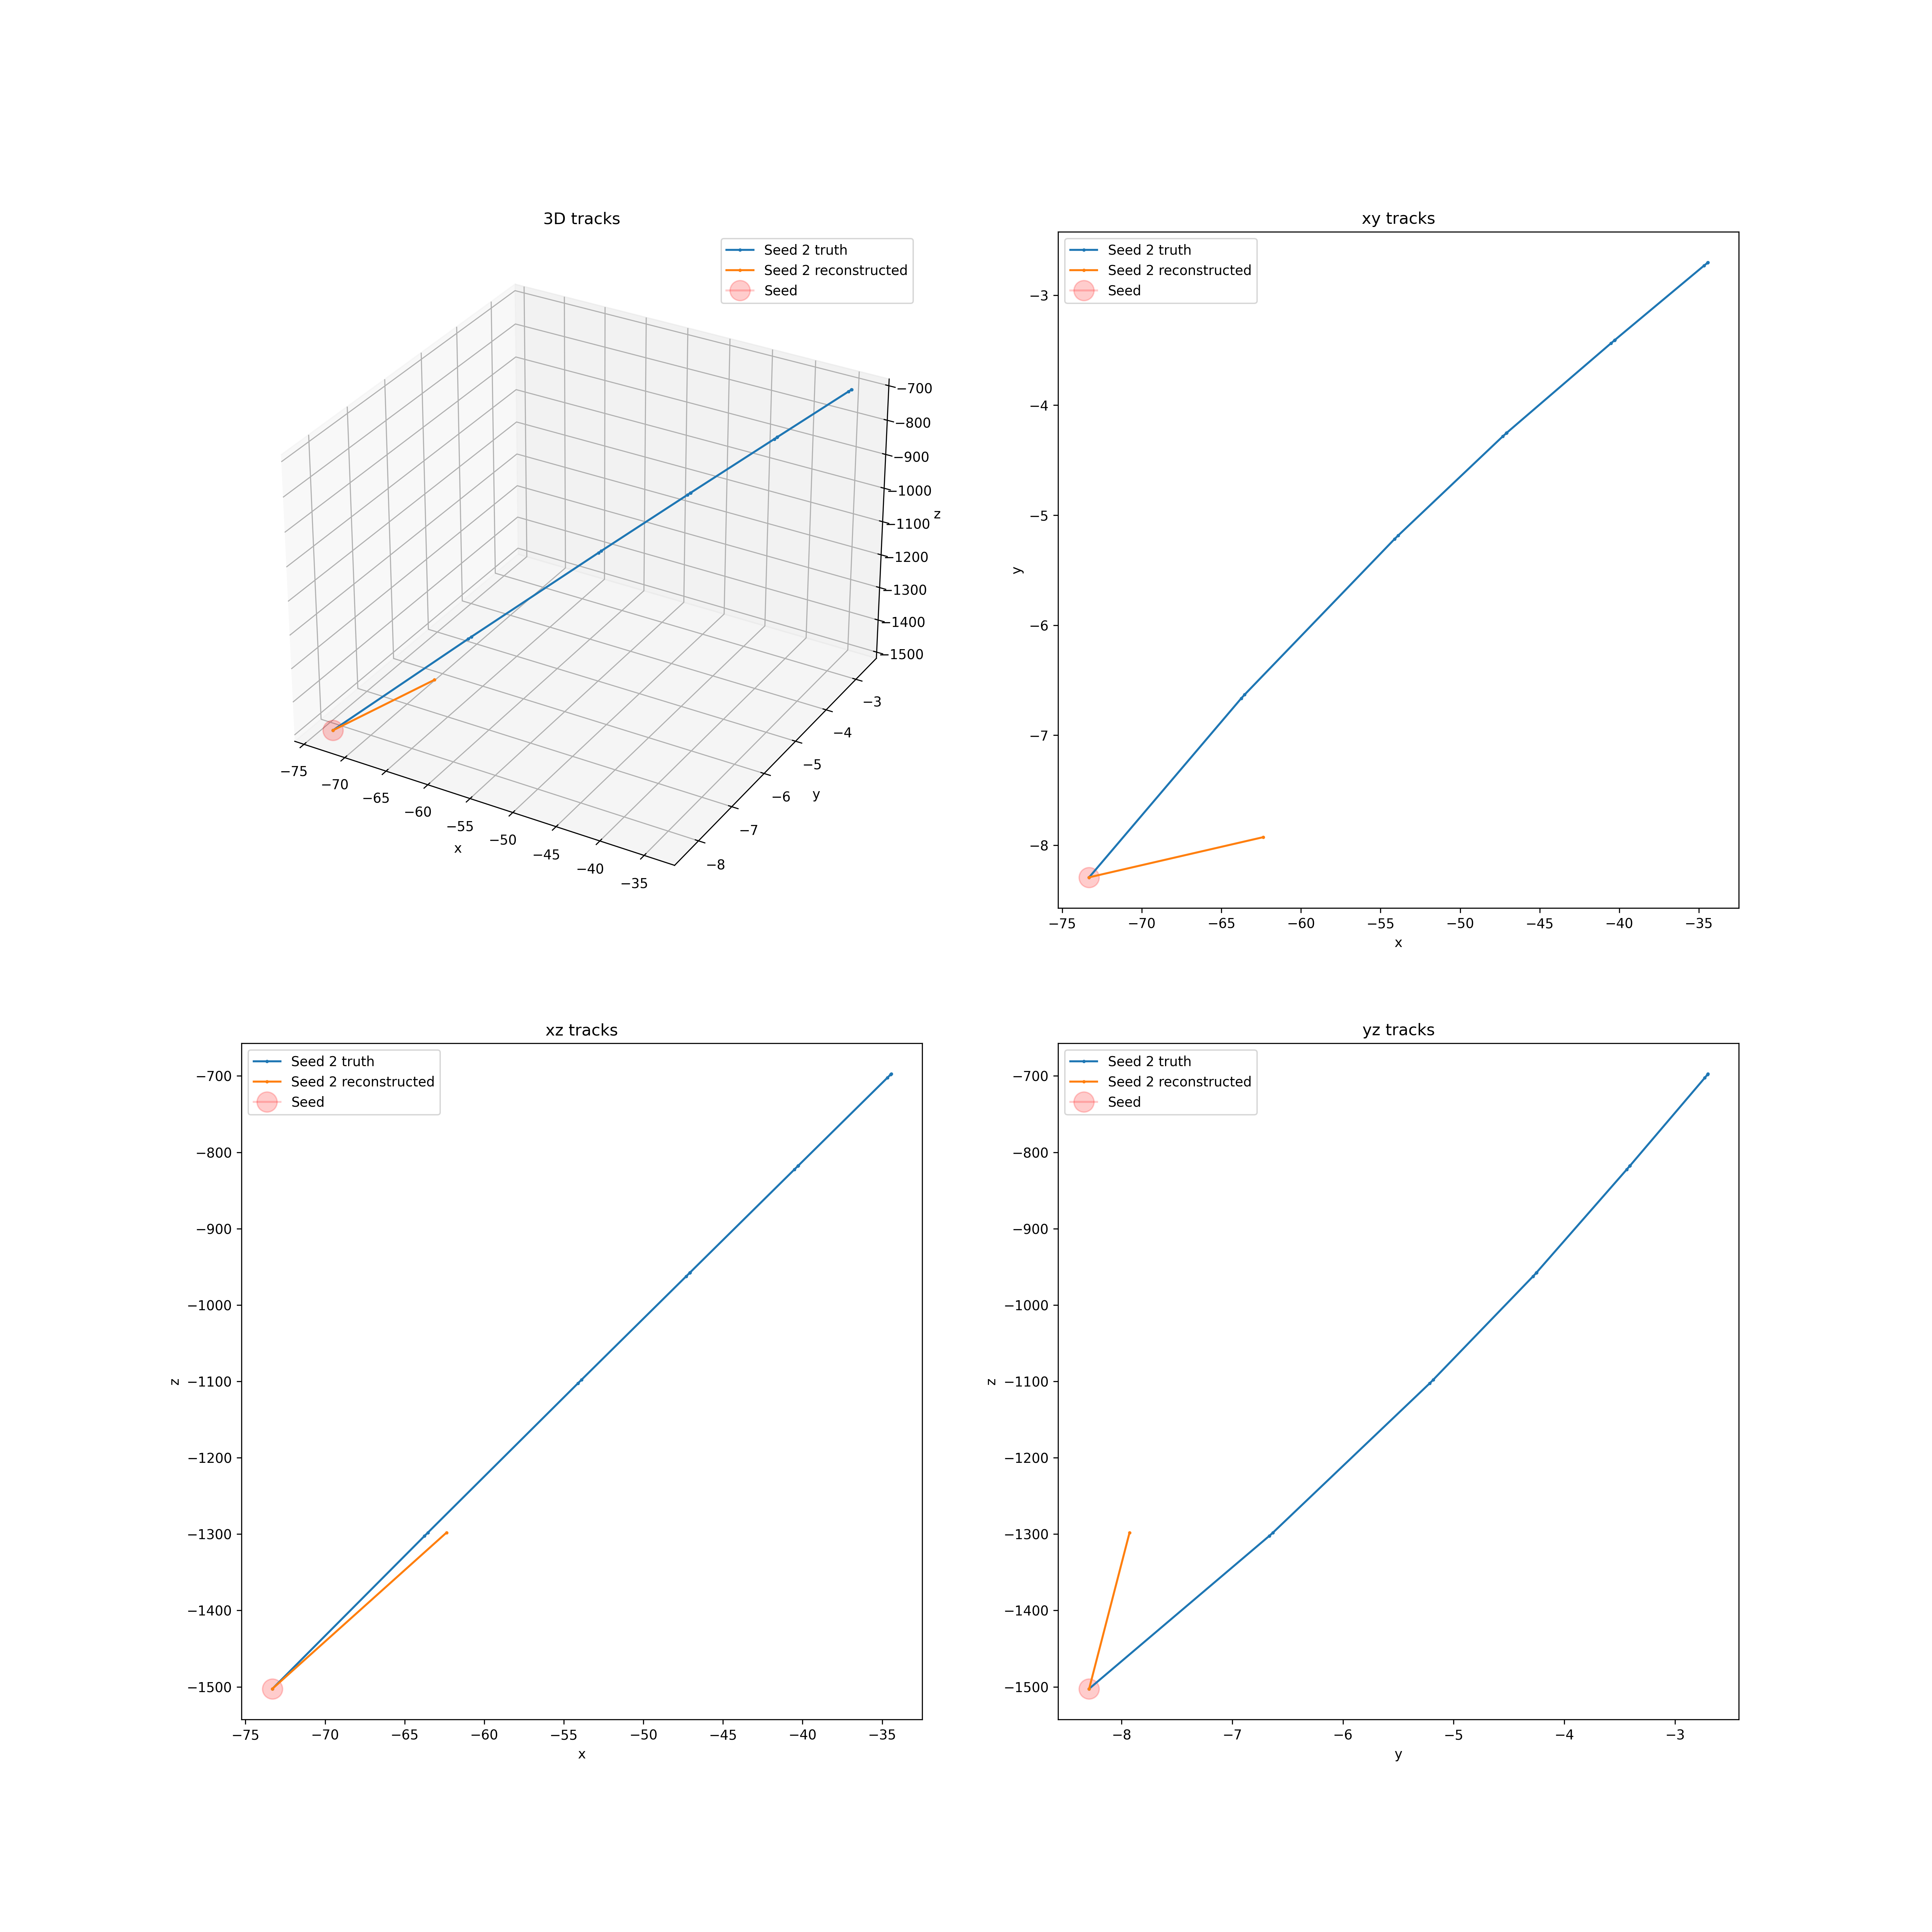 3D tracks
Seed 2 truth
Seed 2 reconstructed
Seed
−700
−800
−900
−1000
−1100
−1200
−1300
−1400
−1500
z
−3
−4
−5
−6
−7
−8
y
−75
−70
−65
−60
−55
−50
−45
−40
−35
x
xy tracks
Seed 2 truth
Seed 2 reconstructed
Seed
−3
−4
−5
−6
−7
−8
y
−75 −70 −65 −60 −55 −50 −45 −40 −35
x
xz tracks
Seed 2 truth
Seed 2 reconstructed
Seed
−700
−800
−900
−1000
−1100
−1200
−1300
−1400
−1500
z
−75 −70 −65 −60 −55 −50 −45 −40 −35
x
yz tracks
Seed 2 truth
Seed 2 reconstructed
Seed
−700
−800
−900
−1000
−1100
−1200
−1300
−1400
−1500
z
−8 −7 −6 −5 −4 −3
y